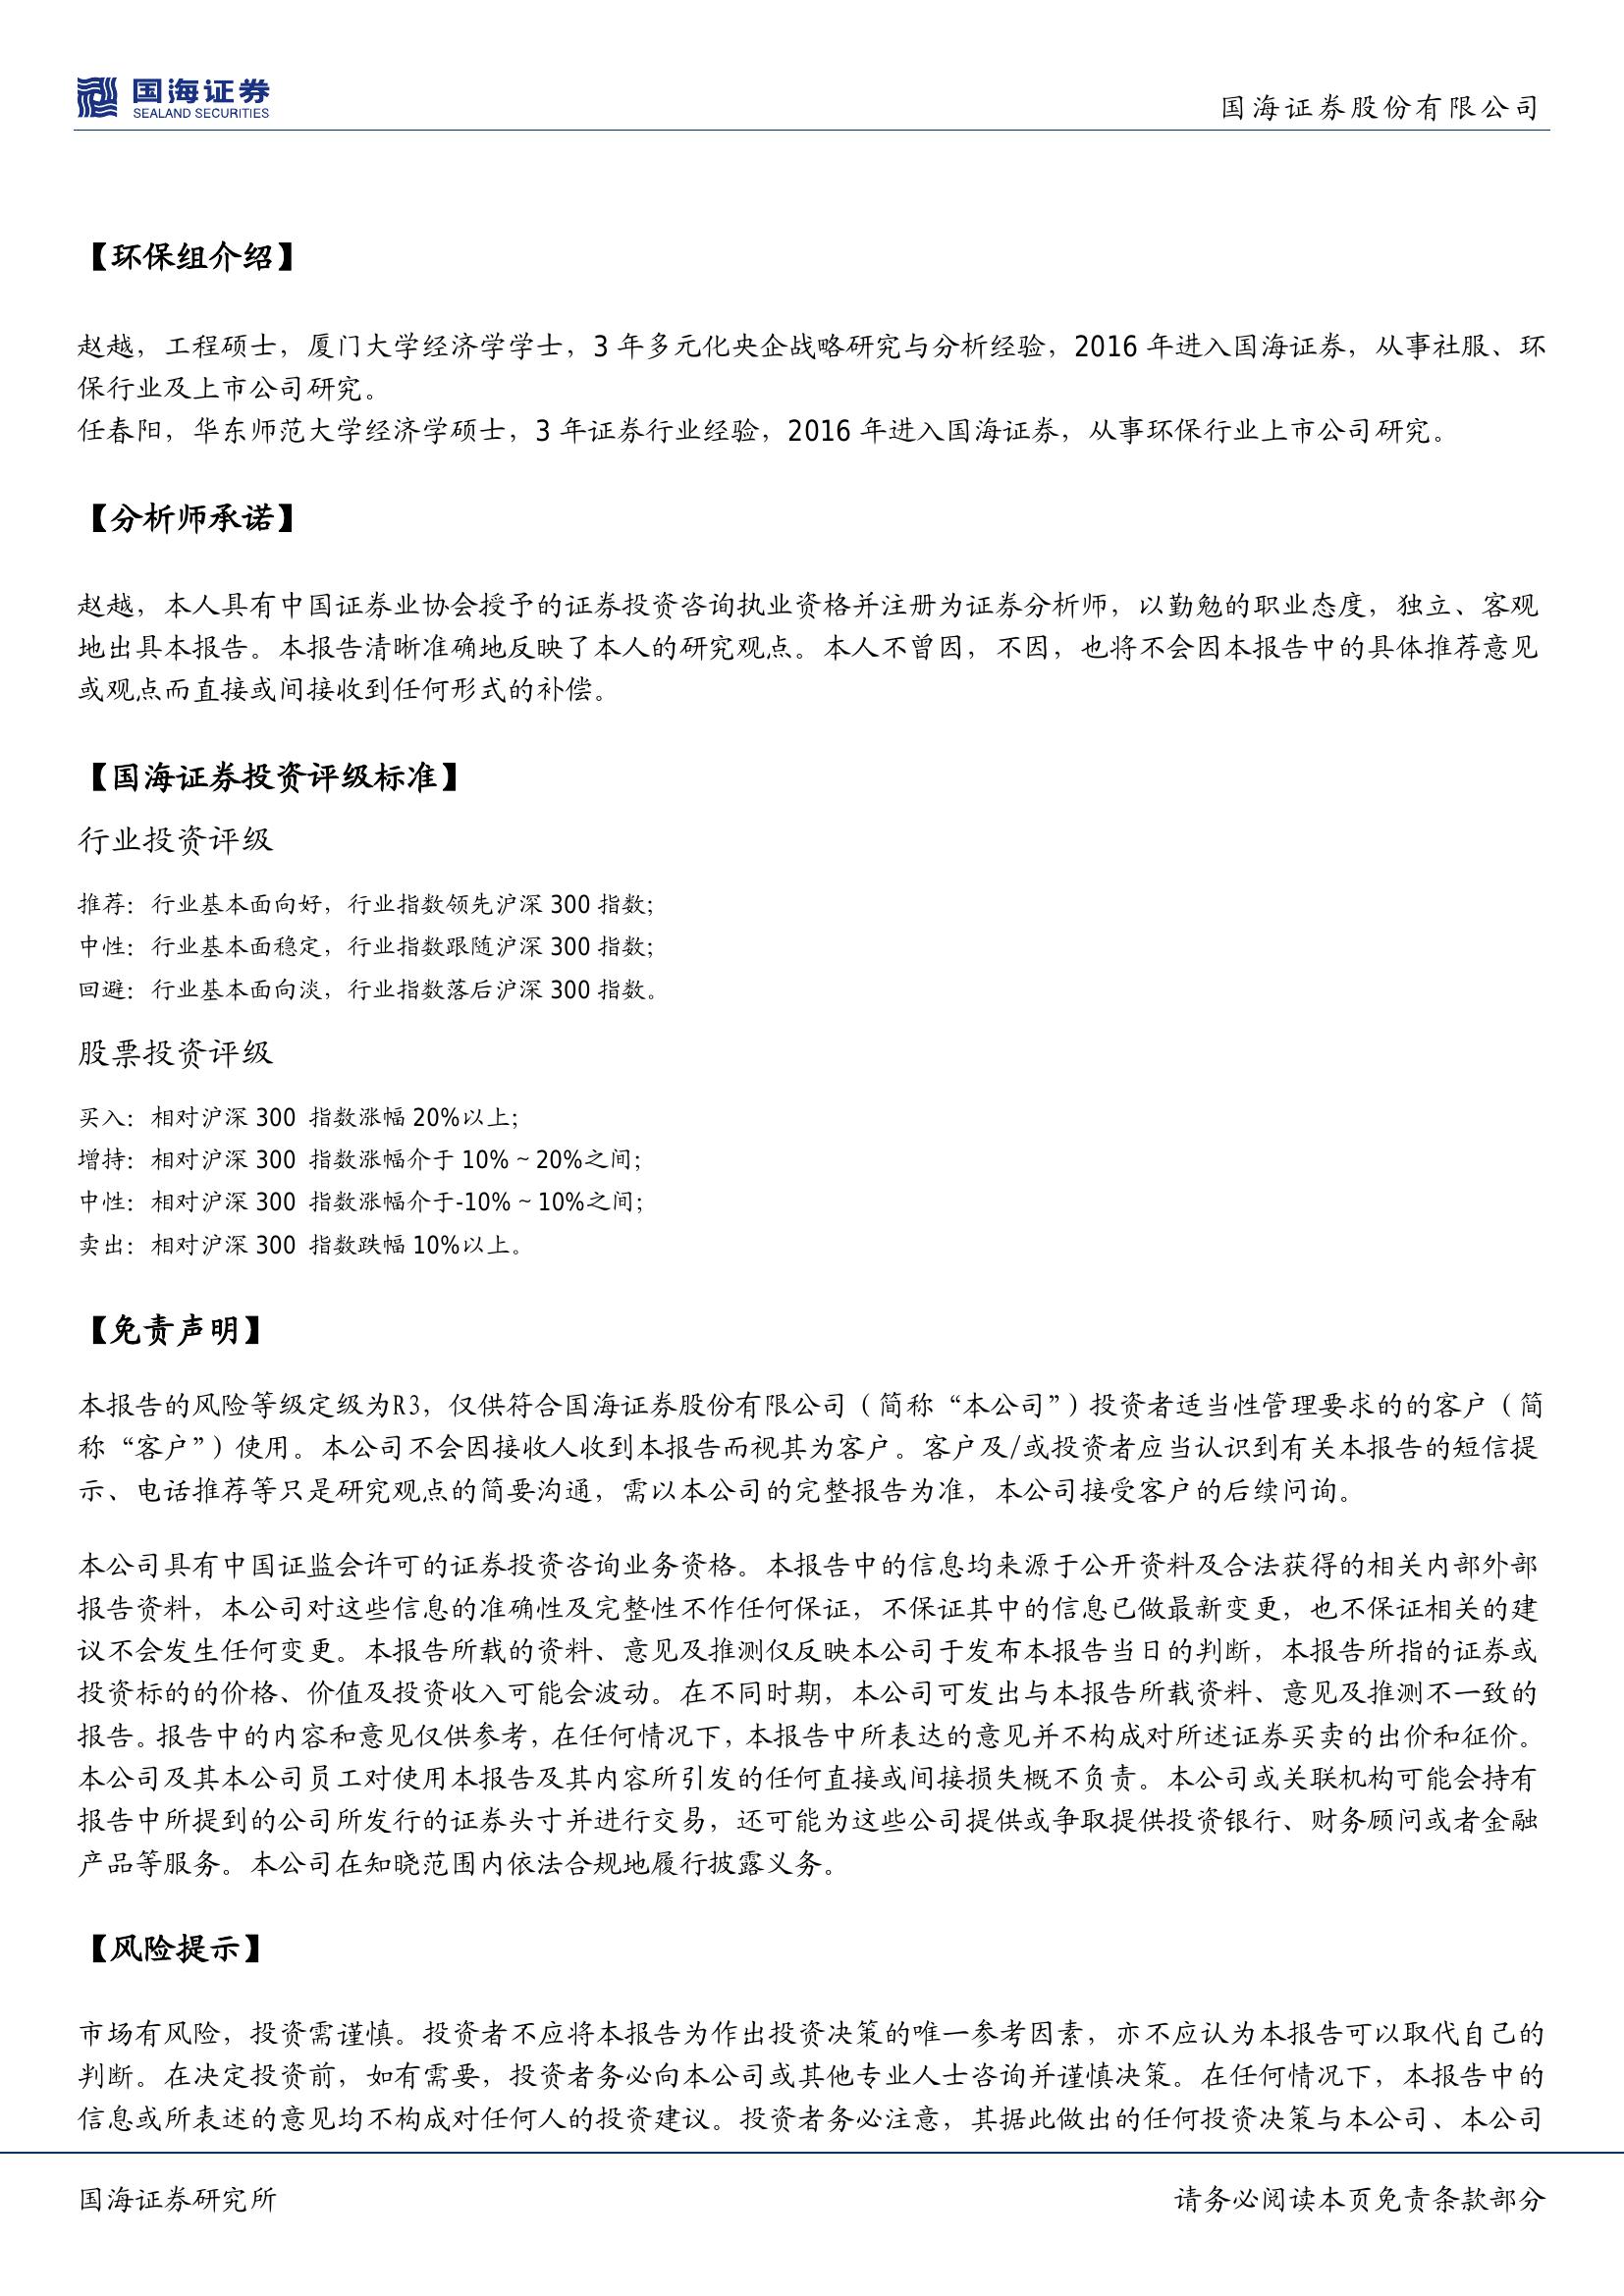 国海证券
SEALAND SECURITIES
国海证券股份有限公司
【环保组介绍】
赵越，工程硕士，厦门大学经济学学士，3 年多元化央企战略研究与分析经验，2016 年进入国海证券，从事社服、环
保行业及上市公司研究。
任春阳，华东师范大学经济学硕士，3 年证券行业经验，2016 年进入国海证券，从事环保行业上市公司研究。
【分析师承诺】
赵越，本人具有中国证券业协会授予的证券投资咨询执业资格并注册为证券分析师，以勤勉的职业态度，独立、客观
地出具本报告。本报告清晰准确地反映了本人的研究观点。本人不曾因，不因，也将不会因本报告中的具体推荐意见
或观点而直接或间接收到任何形式的补偿。
【国海证券投资评级标准】
行业投资评级
推荐：行业基本面向好，行业指数领先沪深 300 指数；
中性：行业基本面稳定，行业指数跟随沪深 300 指数；
回避：行业基本面向淡，行业指数落后沪深 300 指数。
股票投资评级
买入：相对沪深 300 指数涨幅 20%以上；
增持：相对沪深 300 指数涨幅介于 10%～20%之间；
中性：相对沪深 300 指数涨幅介于-10%～10%之间；
卖出：相对沪深 300 指数跌幅 10%以上。
【免责声明】
本报告的风险等级定级为R3，仅供符合国海证券股份有限公司（简称“本公司”）投资者适当性管理要求的的客户（简
称“客户”）使用。本公司不会因接收人收到本报告而视其为客户。客户及/或投资者应当认识到有关本报告的短信提
示、电话推荐等只是研究观点的简要沟通，需以本公司的完整报告为准，本公司接受客户的后续问询。
本公司具有中国证监会许可的证券投资咨询业务资格。本报告中的信息均来源于公开资料及合法获得的相关内部外部
报告资料，本公司对这些信息的准确性及完整性不作任何保证，不保证其中的信息已做最新变更，也不保证相关的建
议不会发生任何变更。本报告所载的资料、意见及推测仅反映本公司于发布本报告当日的判断，本报告所指的证券或
投资标的的价格、价值及投资收入可能会波动。在不同时期，本公司可发出与本报告所载资料、意见及推测不一致的
报告。报告中的内容和意见仅供参考，在任何情况下，本报告中所表达的意见并不构成对所述证券买卖的出价和征价。
本公司及其本公司员工对使用本报告及其内容所引发的任何直接或间接损失概不负责。本公司或关联机构可能会持有
报告中所提到的公司所发行的证券头寸并进行交易，还可能为这些公司提供或争取提供投资银行、财务顾问或者金融
产品等服务。本公司在知晓范围内依法合规地履行披露义务。
【风险提示】
市场有风险，投资需谨慎。投资者不应将本报告为作出投资决策的唯一参考因素，亦不应认为本报告可以取代自己的
判断。在决定投资前，如有需要，投资者务必向本公司或其他专业人士咨询并谨慎决策。在任何情况下，本报告中的
信息或所表述的意见均不构成对任何人的投资建议。投资者务必注意，其据此做出的任何投资决策与本公司、本公司
国海证券研究所
请务必阅读本页免责条款部分